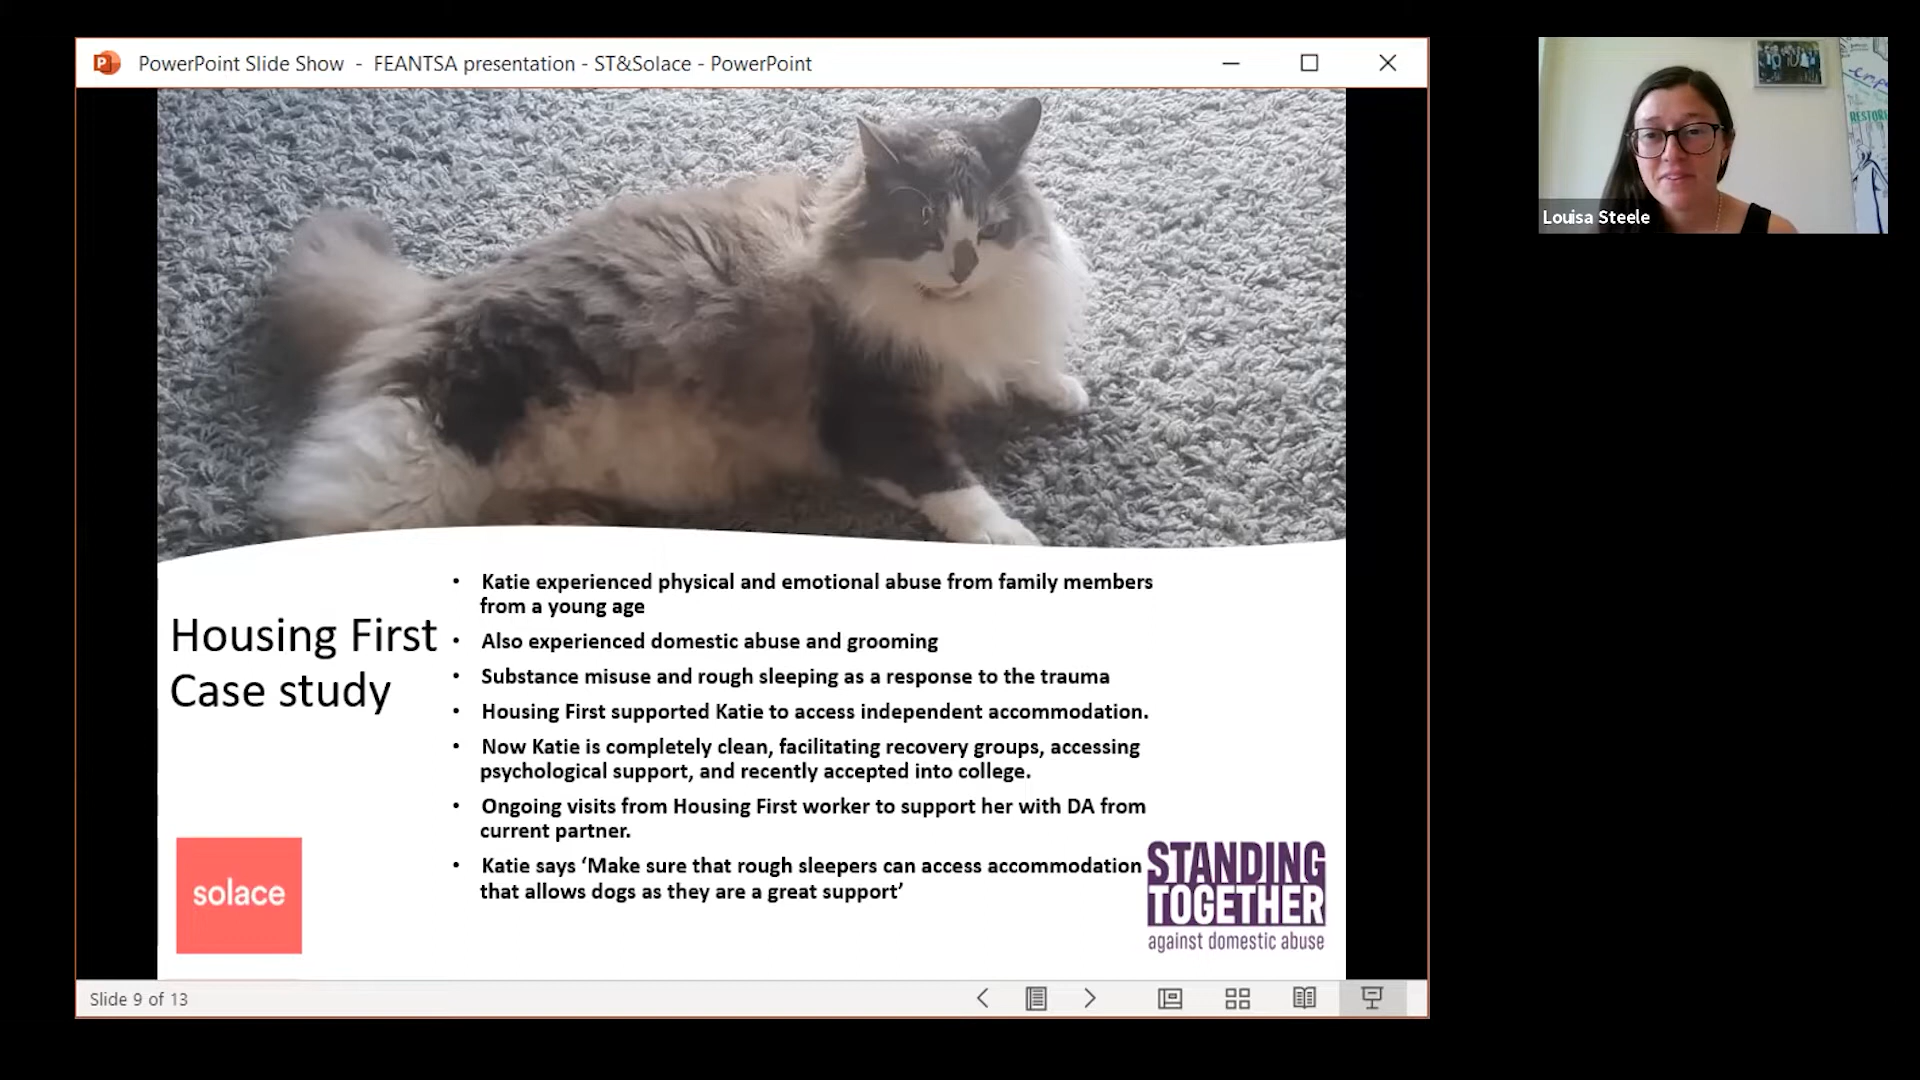 PowerPoint Slide Show - FEANTSA presentation - ST&Solace - PowerPoint
Louisa Steele
RESTOR
Housing First
Case study
• Katie experienced physical and emotional abuse from family members
from a young age
• Also experienced domestic abuse and grooming
• Substance misuse and rough sleeping as a response to the trauma
• Housing First supported Katie to access independent accommodation.
• Now Katie is completely clean, facilitating recovery groups, accessing
psychological support, and recently accepted into college.
• Ongoing visits from Housing First worker to support her with DA from
current partner.
• Katie says ‘Make sure that rough sleepers can access accommodation
that allows dogs as they are a great support’
solace
STANDING
TOGETHER
against domestic abuse
Slide 9 of 13